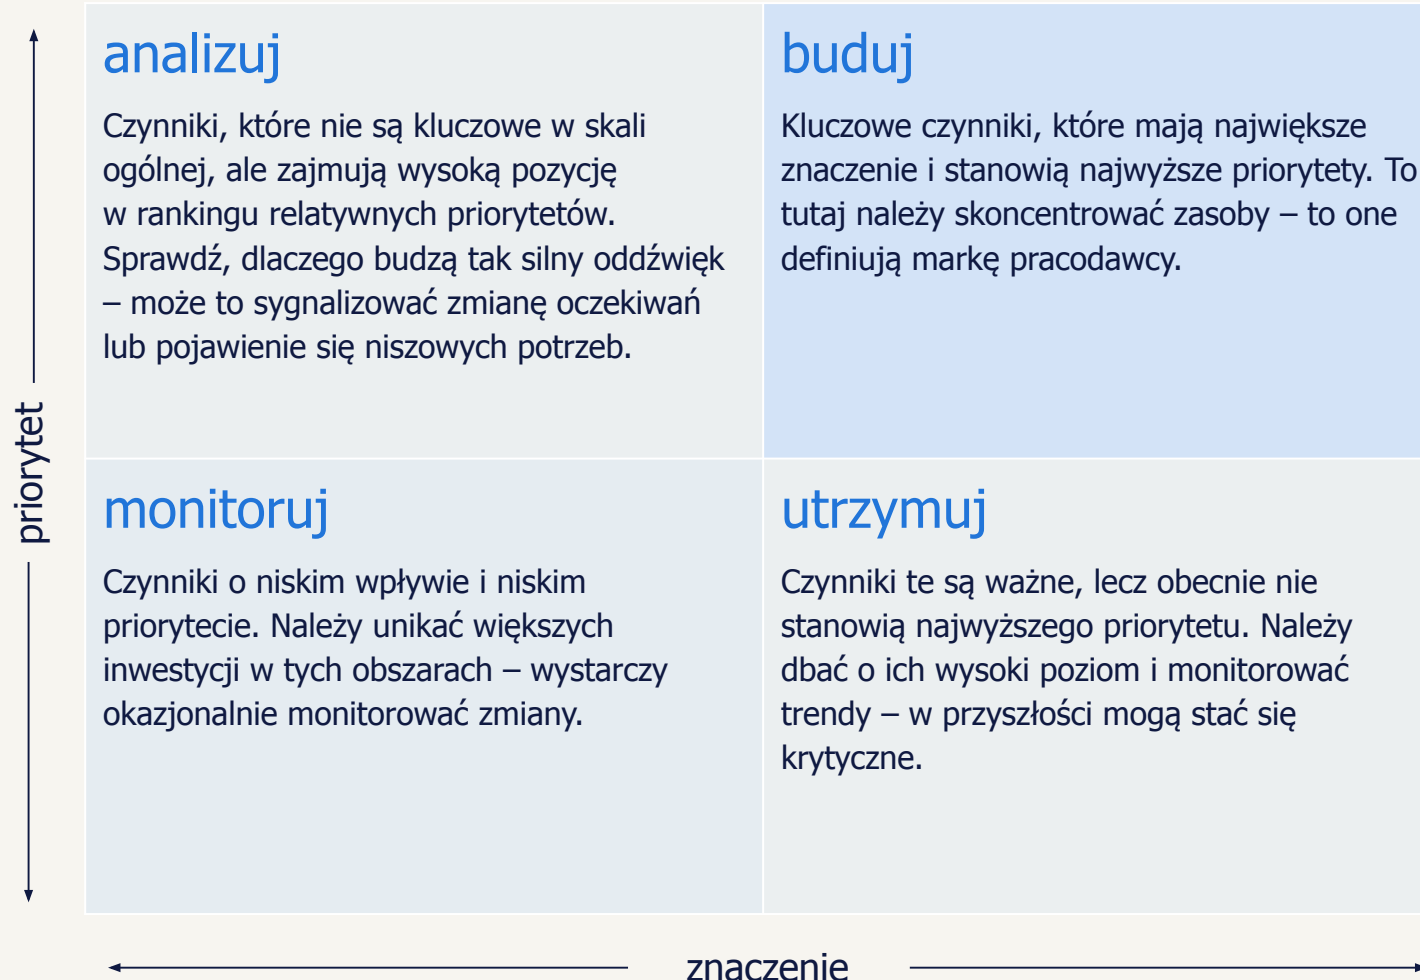 analizuj
Czynniki, które nie są kluczowe w skali
ogólnej, ale zajmują wysoką pozycję
w rankingu relatywnych priorytetów.
Sprawdź, dlaczego budzą tak silny oddźwięk
– może to sygnalizować zmianę oczekiwań
lub pojawienie się niszowych potrzeb.
buduj
Kluczowe czynniki, które mają największe
znaczenie i stanowią najwyższe priorytety. To
tutaj należy skoncentrować zasoby – to one
definiują markę pracodawcy.
priorytet
monitoruj
Czynniki o niskim wpływie i niskim
priorytecie. Należy unikać większych
inwestycji w tych obszarach – wystarczy
okazjonalnie monitorować zmiany.
utrzymuj
Czynniki te są ważne, lecz obecnie nie
stanowią najwyższego priorytetu. Należy
dbać o ich wysoki poziom i monitorować
trendy – w przyszłości mogą stać się
krytyczne.
znaczenie